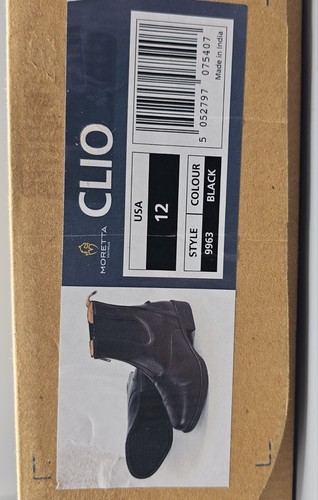 MORETTA
CLIO
USA
12
STYLE
COLOUR
9963
BLACK
5 052797 075407
Made in India